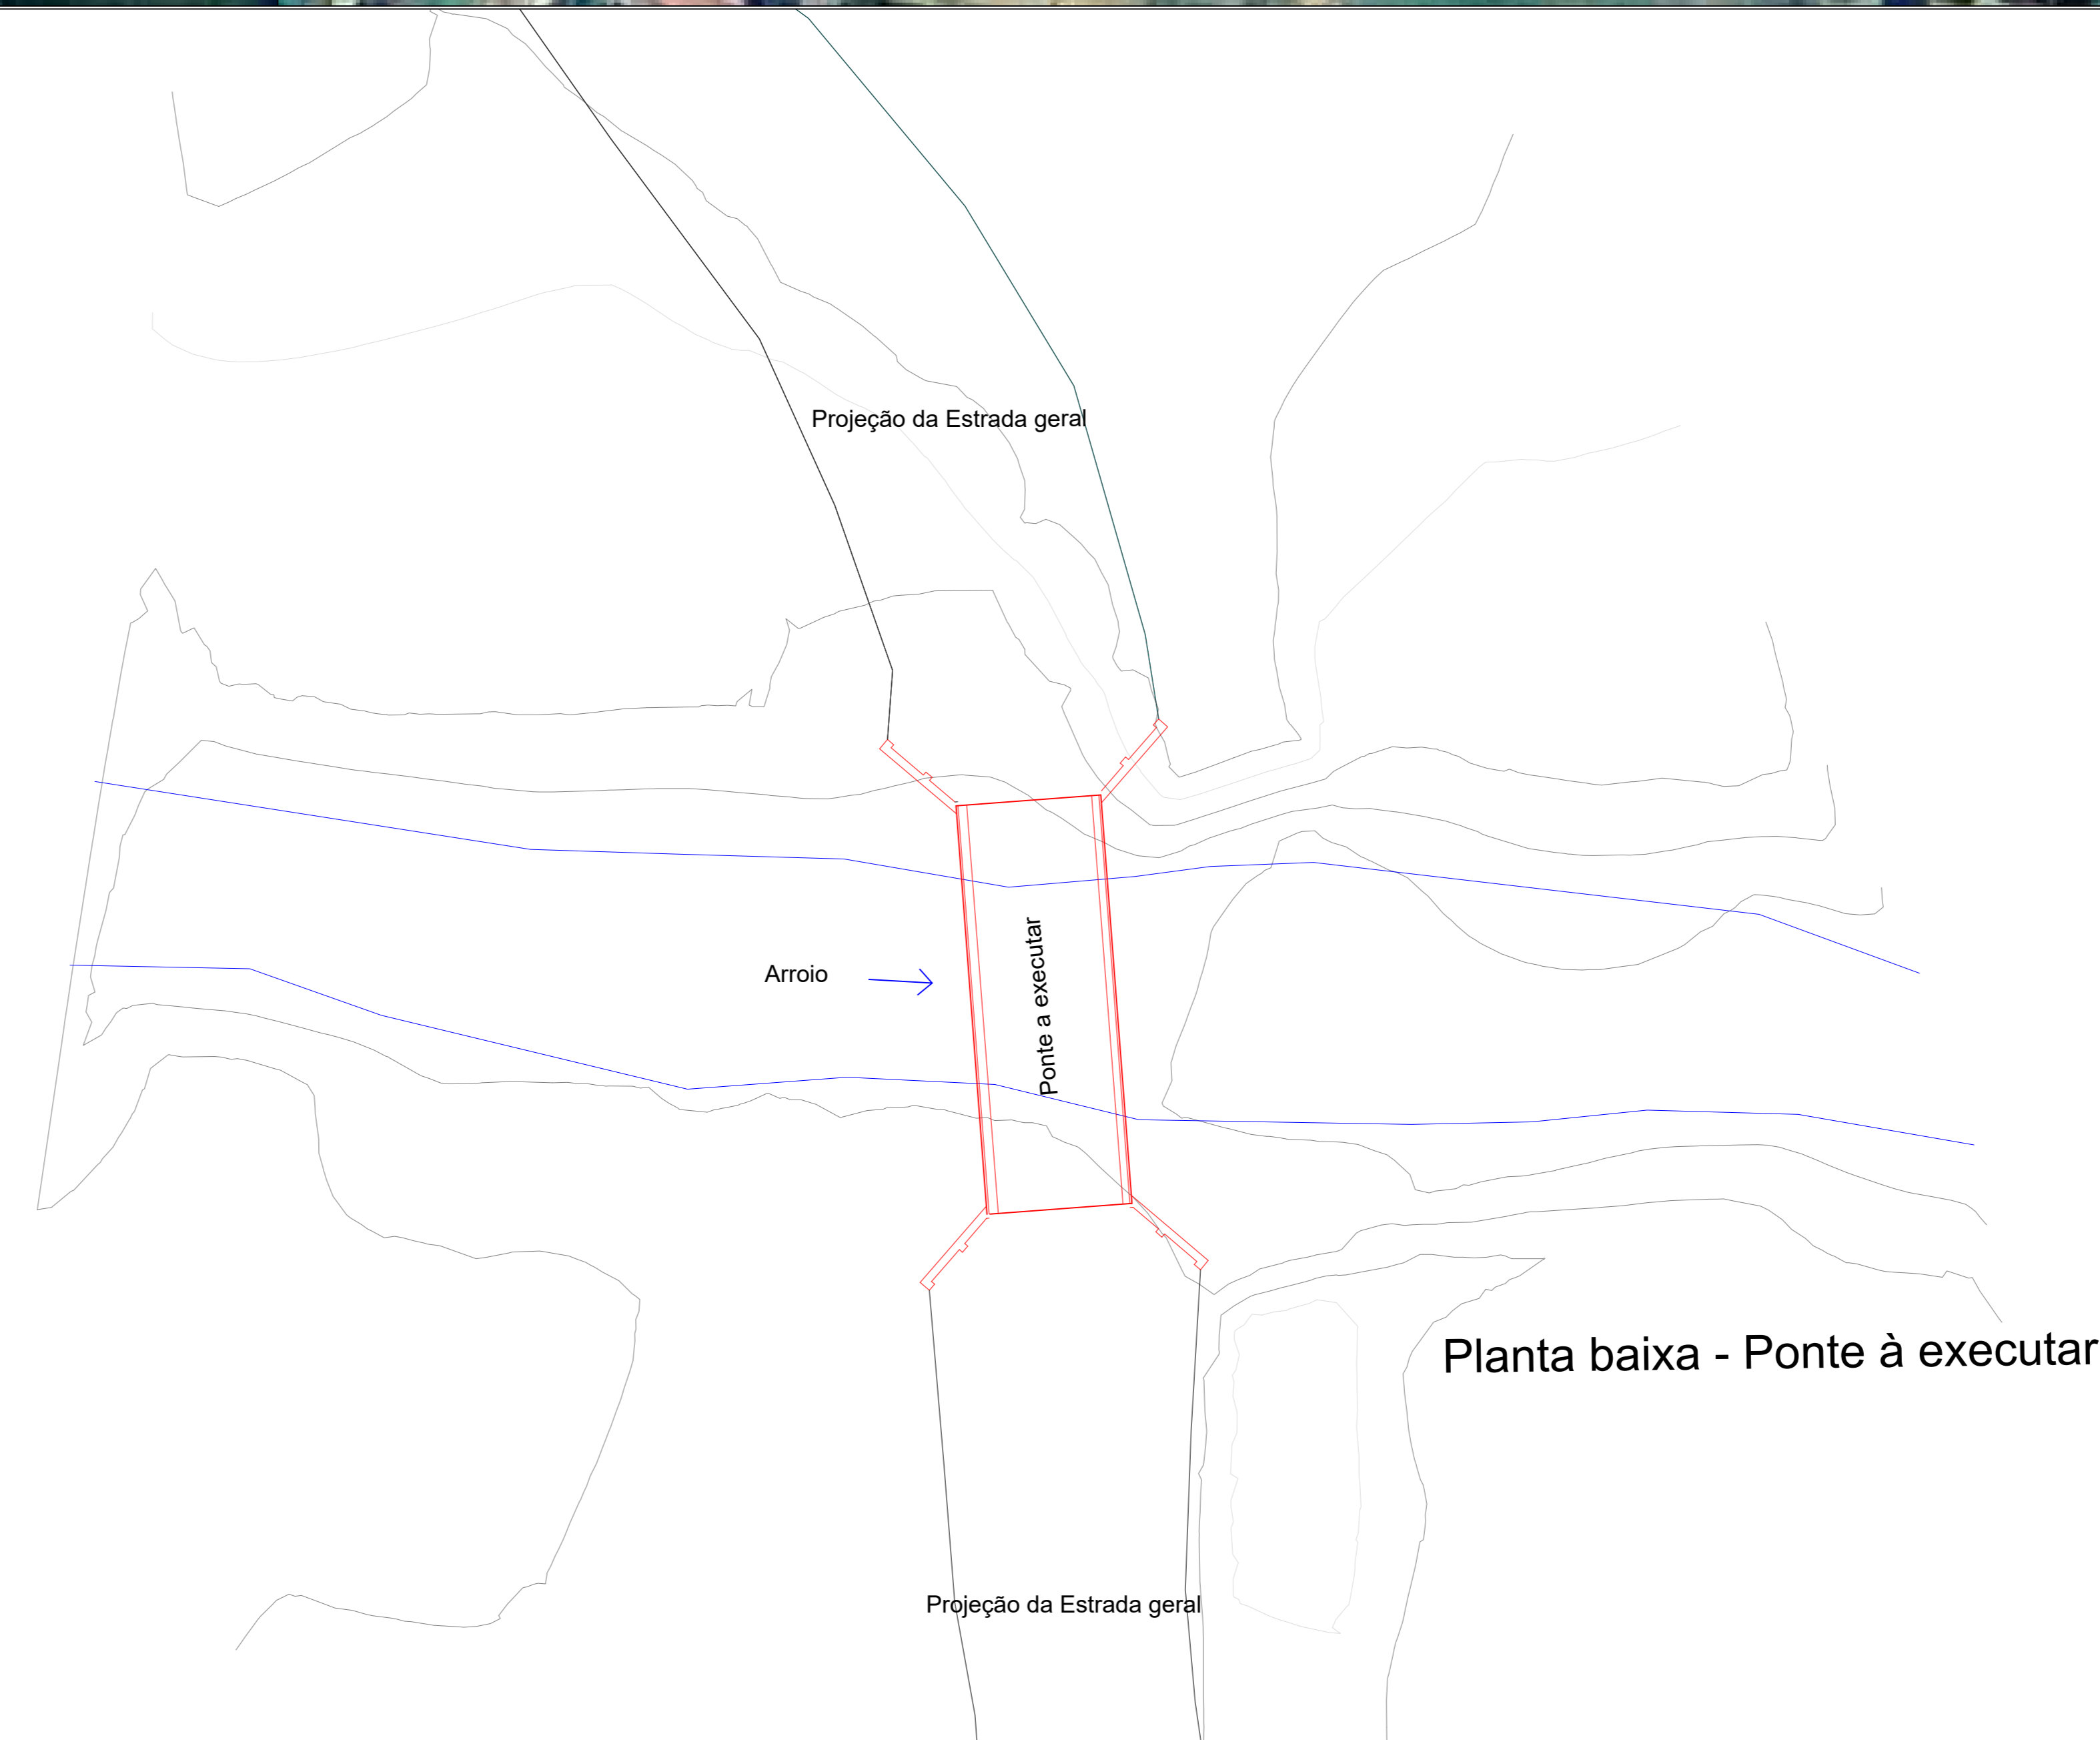 Projeção da Estrada geral
Arroio
Ponte a executar
Planta baixa - Ponte à executar
Projeção da Estrada geral